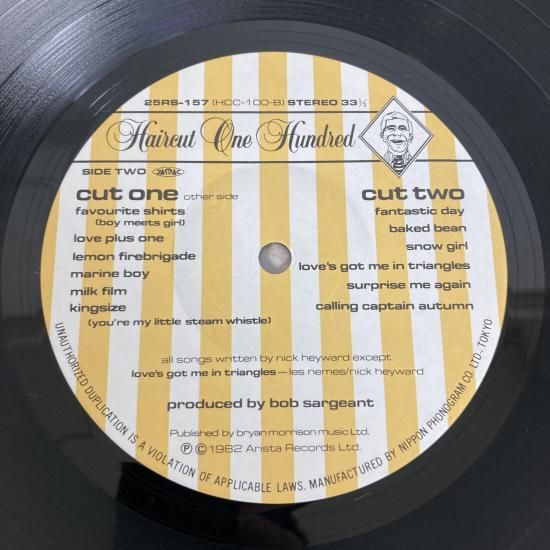 25RS-157 (HCC-100-B) STEREO 33⅓
Haircut One Hundred
SIDE TWO JASRAC
cut one other side
favourite shirts
(boy meets girl)
love plus one
lemon firebrigade
marine boy
milk film
kingsize
(you're my little steam whistle)
cut two
fantastic day
baked bean
snow girl
love's got me in triangles
surprise me again
calling captain autumn
all songs written by nick heyward except
love's got me in triangles—les nemes/nick heyward
produced by bob sargeant
Published by bryan morrison music Ltd.
Ⓟ © 1982 Arista Records Ltd.
UNAUTHORIZED DUPLICATION IS A VIOLATION OF APPLICABLE LAWS. MANUFACTURED BY NIPPON PHONOGRAM CO. LTD., TOKYO